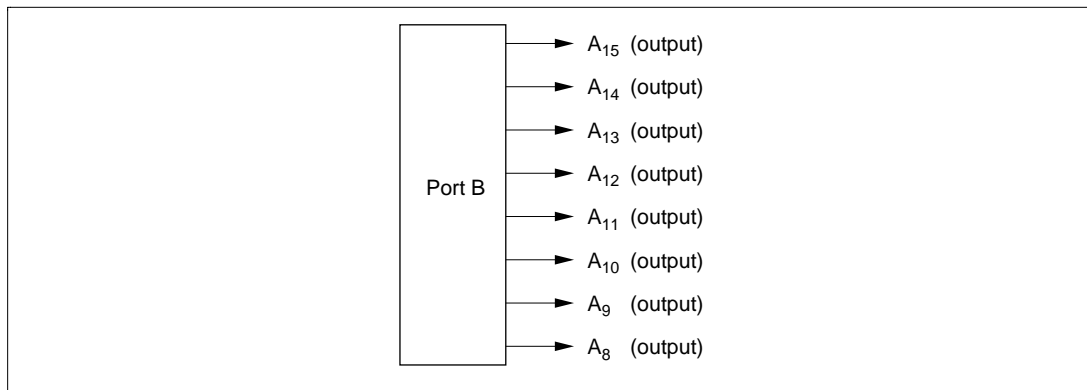 A15 (output)
A14 (output)
A13 (output)
A12 (output)
Port B
A11 (output)
A10 (output)
A9 (output)
A8 (output)